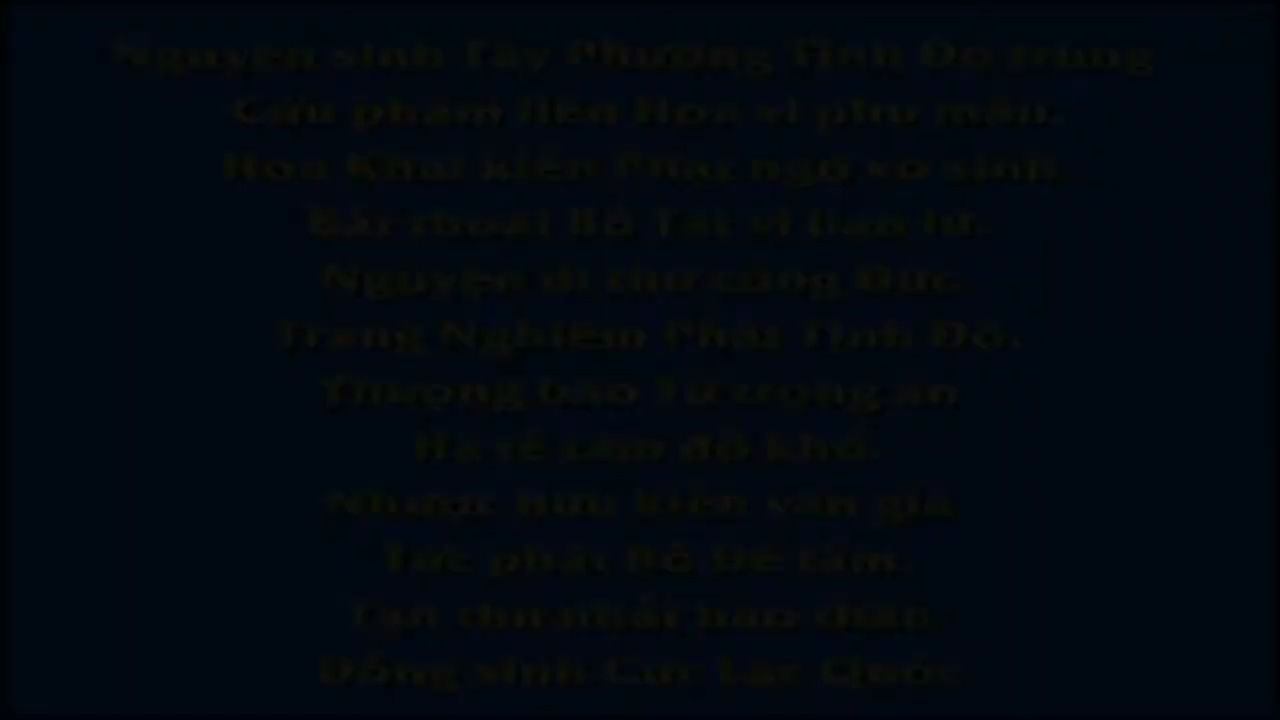 Nguyện sinh Tây Phương Tịnh Độ trung
Cửu phẩm liên Hoa vi phụ mẫu.
Hoa Khai kiến Phật ngộ vô sinh
Bất thoái Bồ Tát vi bạn lữ.
Nguyện dĩ thử công Đức
Trang Nghiêm Phật Tịnh Độ.
Thượng báo Tứ trọng ân
Hạ tế tam đồ khổ.
Nhược hữu kiến văn giả
Tức phát Bồ Đề tâm.
Tận thử nhất báo thân
Đồng sinh Cực Lạc Quốc